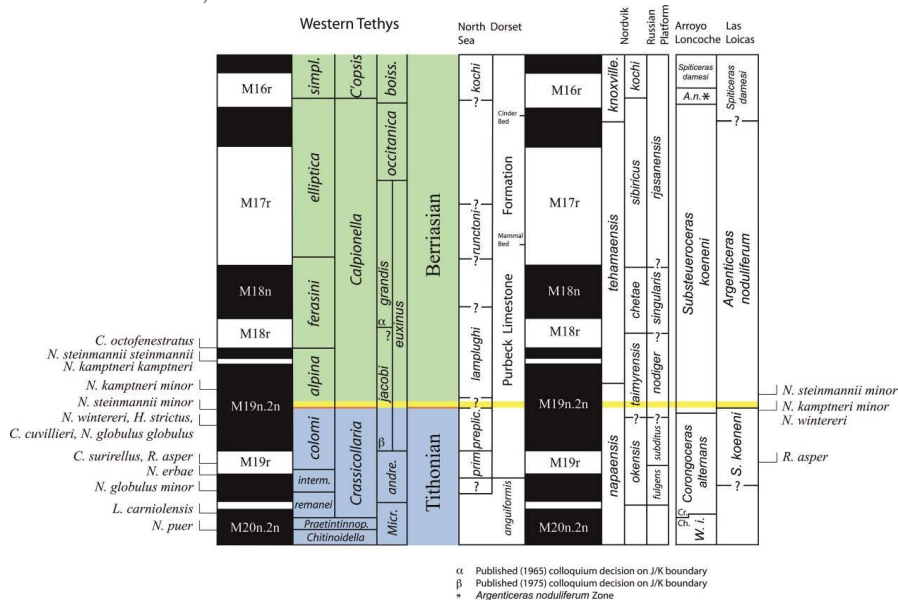 Western Tethys
North Sea
Dorset
Nordvik
Russian Platform
Arroyo Loncoche
Las Loicas
M16r
M17r
M18n
M18r
M19n.2n
M19r
M20n.2n
simpl.
elliptica
ferasini
alpina
colomi
interm.
remanei
Praetintinnop.
Chitinoidella
C'opsis
Calpionella
Crassicollaria
boiss.
occitanica
grandis
α
?
euxinus
jacobi
β
andre.
Micr.
Berriasian
Tithonian
kochi
?
?
runctoni
?
?
lamplughi
?
preplic.
prim
?
Cinder Bed
Mammal Bed
Purbeck Limestone Formation
anguiformis
M16r
M17r
M18n
M18r
M19n.2n
M19r
M20n.2n
knoxville.
tehamaensis
napaensis
kochi
sibiricus
chetae
taimyrensis
?
okensis
rjasanensis
?
singularis
?
nodiger
?
subditus
fulgens
Spiticeras damesi
A.n.*
Substeueroceras koeneni
Corongoceras alternans
Cr.
Ch.
W. i.
Spiticeras damesi
?
Argenticeras noduliferum
S. koeneni
?
C. octofenestratus
N. steinmannii steinmannii
N. kamptneri kamptneri
N. kamptneri minor
N. steinmannii minor
N. wintereri, H. strictus,
C. cuvillieri, N. globulus globulus
C. surirellus, R. asper
N. erbae
N. globulus minor
L. carniolensis
N. puer
N. steinmannii minor
N. kamptneri minor
N. wintereri
R. asper
α Published (1965) colloquium decision on J/K boundary
β Published (1975) colloquium decision on J/K boundary
* Argenticeras noduliferum Zone